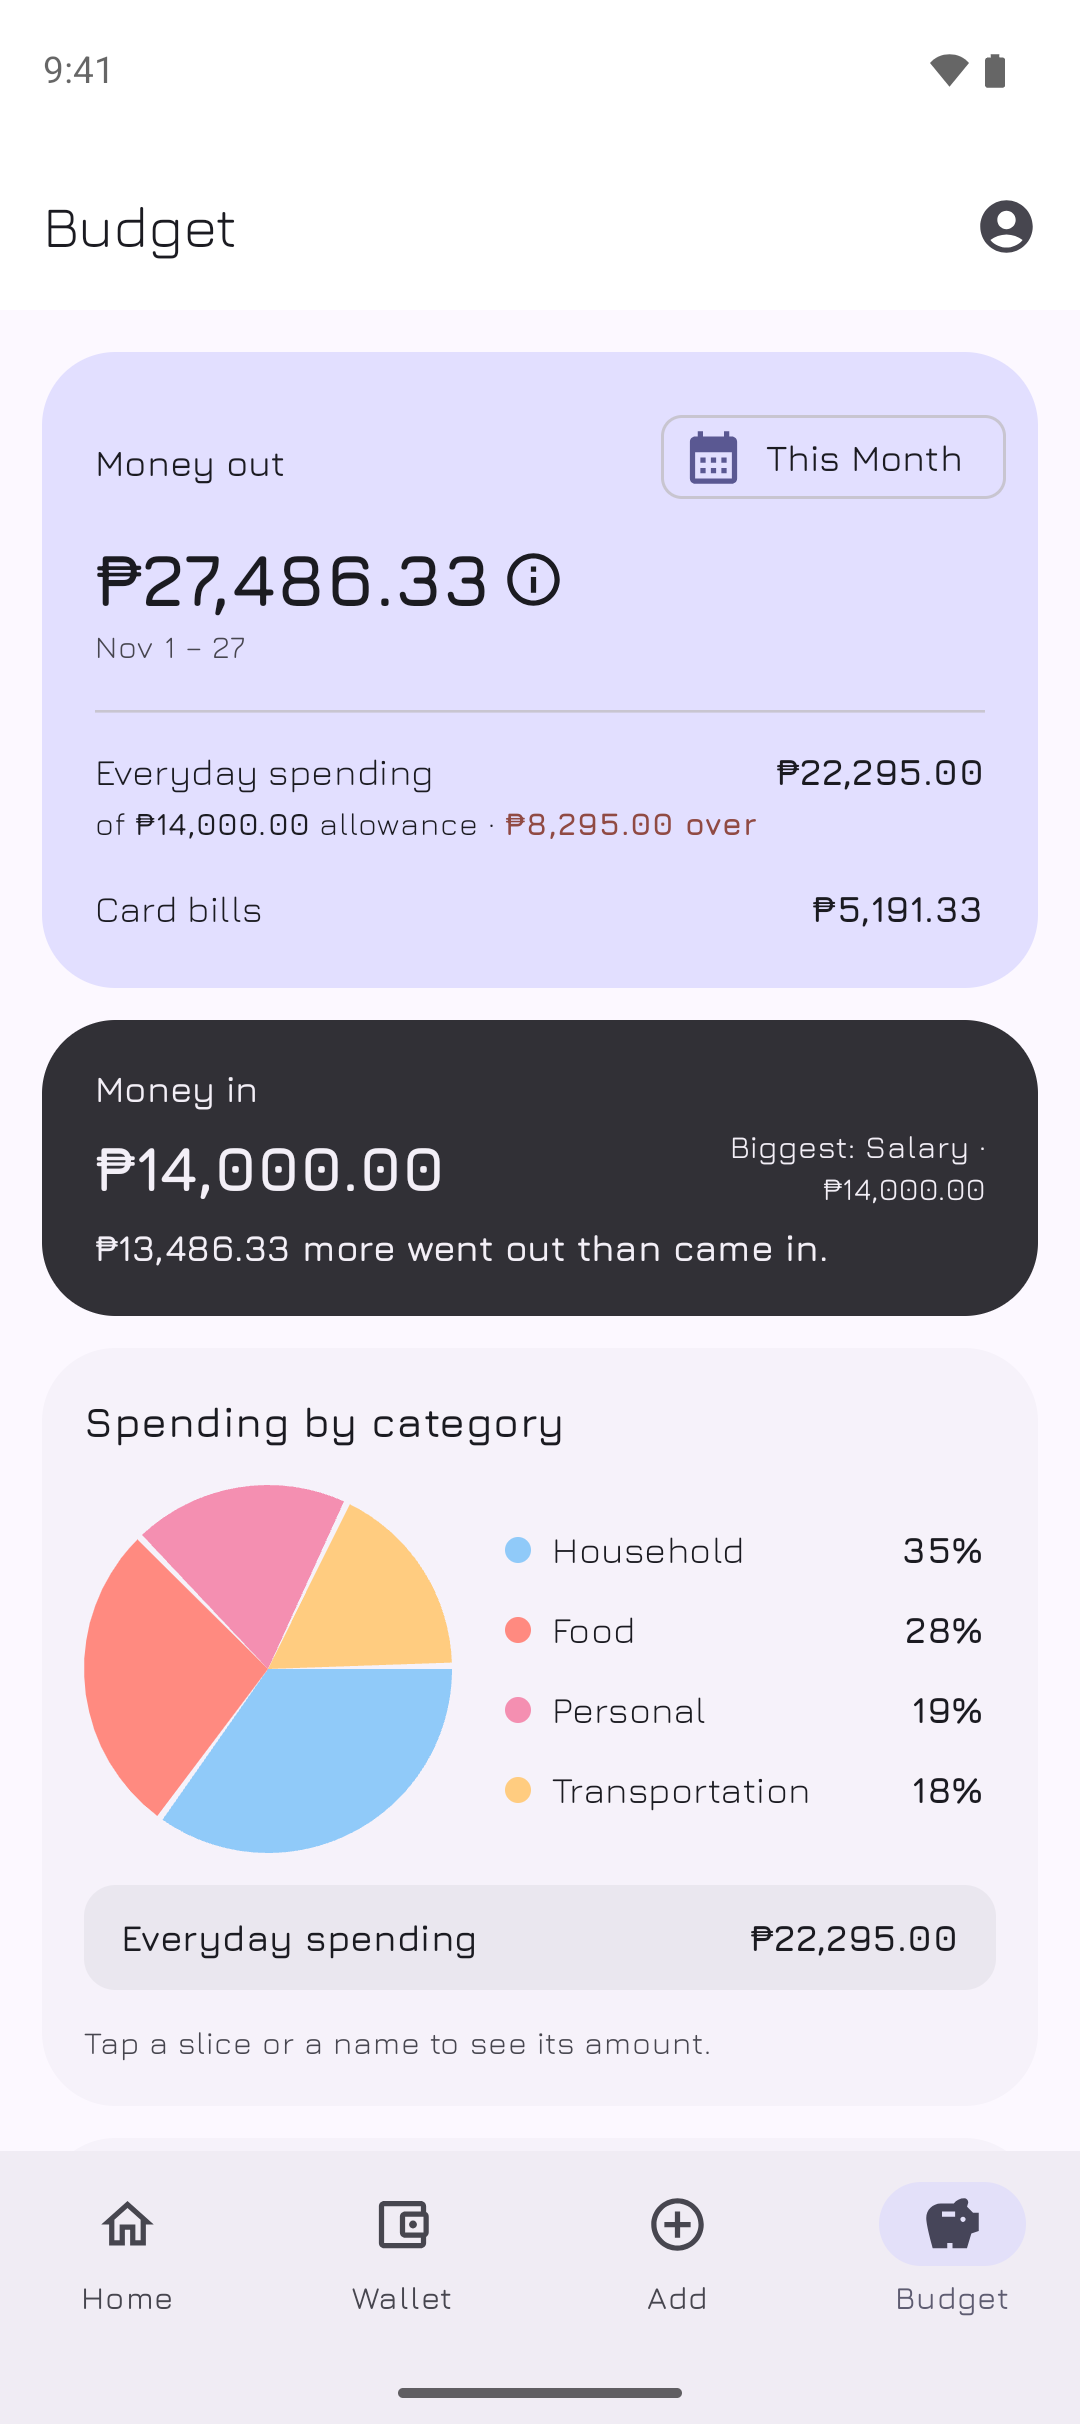 9:41
Budget
Money out
This Month
₱27,486.33
Nov 1 – 27
Everyday spending
₱22,295.00
of ₱14,000.00 allowance · ₱8,295.00 over
Card bills
₱5,191.33
Money in
₱14,000.00
Biggest: Salary ·
₱14,000.00
₱13,486.33 more went out than came in.
Spending by category
Household 35%
Food 28%
Personal 19%
Transportation 18%
Everyday spending ₱22,295.00
Tap a slice or a name to see its amount.
Home
Wallet
Add
Budget